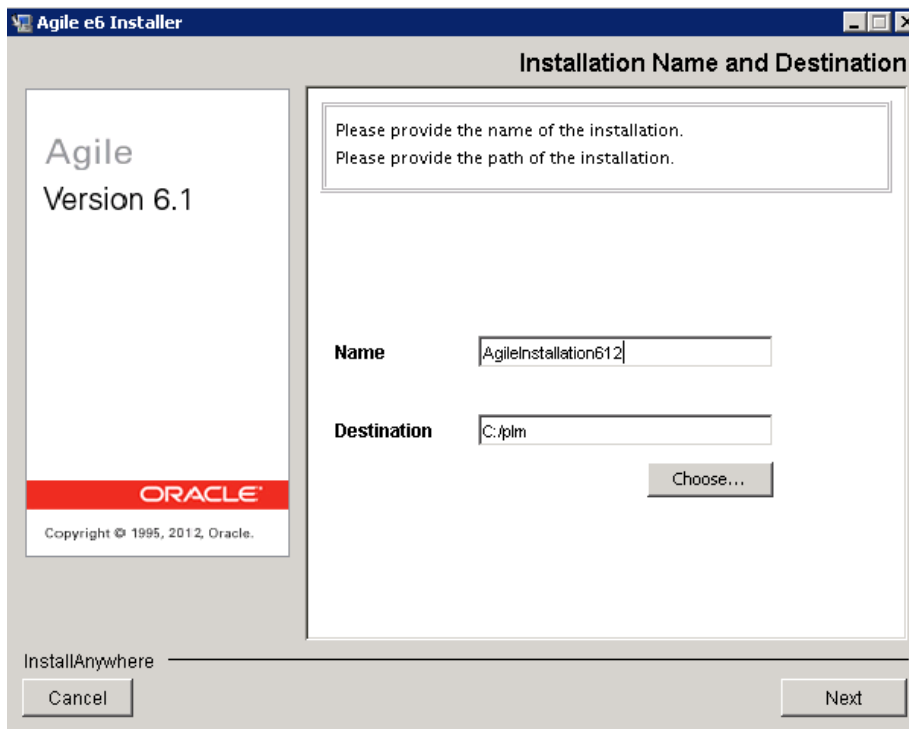 Agile e6 Installer
Installation Name and Destination
Agile
Version 6.1
ORACLE
Copyright © 1995, 2012, Oracle.
Please provide the name of the installation.
Please provide the path of the installation.
Name
AgileInstallation612
Destination
C:/plm
Choose...
InstallAnywhere
Cancel
Next